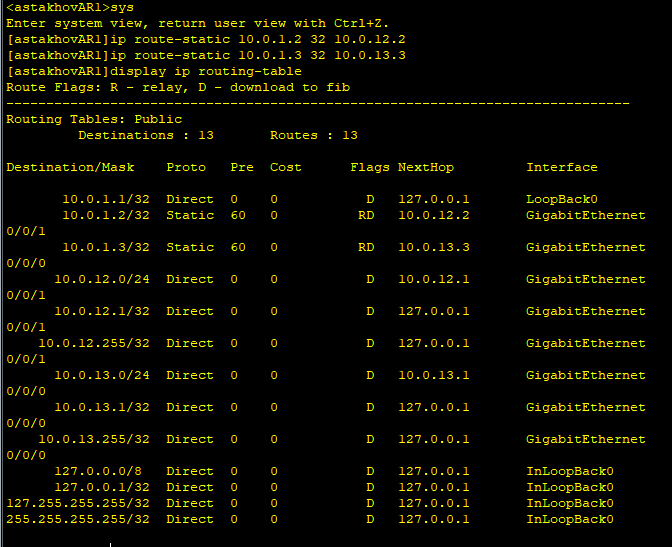 <astakhovAR1>sys
Enter system view, return user view with Ctrl+Z.
[astakhovAR1]ip route-static 10.0.1.2 32 10.0.12.2
[astakhovAR1]ip route-static 10.0.1.3 32 10.0.13.3
[astakhovAR1]display ip routing-table
Route Flags: R - relay, D - download to fib
------------------------------------------------------------------------------
Routing Tables: Public
         Destinations : 13       Routes : 13

Destination/Mask    Proto  Pre  Cost      Flags NextHop         Interface

       10.0.1.1/32  Direct  0    0           D   127.0.0.1       LoopBack0
       10.0.1.2/32  Static  60   0          RD   10.0.12.2       GigabitEthernet
0/0/1
       10.0.1.3/32  Static  60   0          RD   10.0.13.3       GigabitEthernet
0/0/0
      10.0.12.0/24  Direct  0    0           D   10.0.12.1       GigabitEthernet
0/0/1
      10.0.12.1/32  Direct  0    0           D   127.0.0.1       GigabitEthernet
0/0/1
    10.0.12.255/32  Direct  0    0           D   127.0.0.1       GigabitEthernet
0/0/1
      10.0.13.0/24  Direct  0    0           D   10.0.13.1       GigabitEthernet
0/0/0
      10.0.13.1/32  Direct  0    0           D   127.0.0.1       GigabitEthernet
0/0/0
    10.0.13.255/32  Direct  0    0           D   127.0.0.1       GigabitEthernet
0/0/0
      127.0.0.0/8   Direct  0    0           D   127.0.0.1       InLoopBack0
      127.0.0.1/32  Direct  0    0           D   127.0.0.1       InLoopBack0
127.255.255.255/32  Direct  0    0           D   127.0.0.1       InLoopBack0
255.255.255.255/32  Direct  0    0           D   127.0.0.1       InLoopBack0